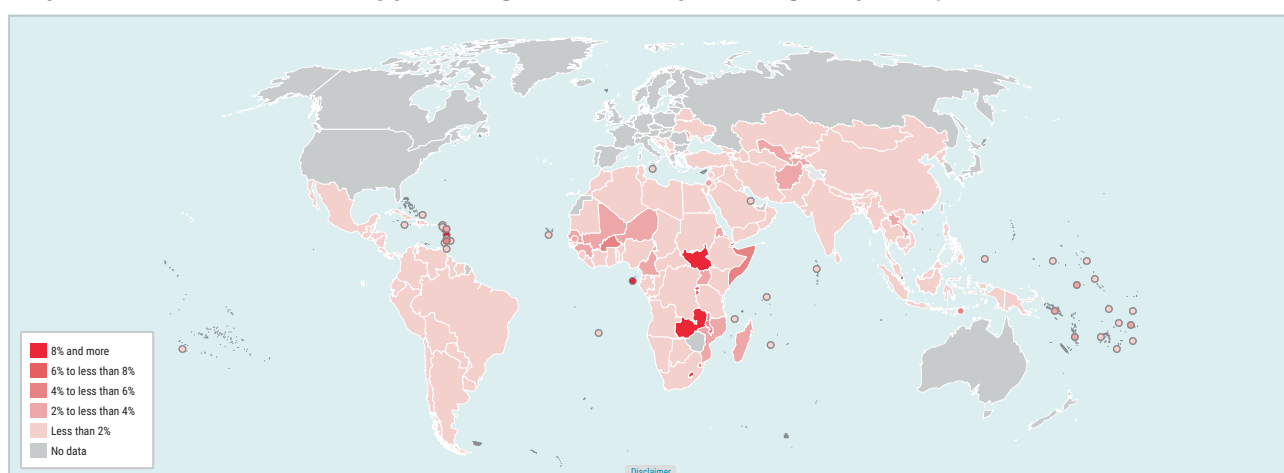 8% and more
6% to less than 8%
4% to less than 6%
2% to less than 4%
Less than 2%
No data
Disclaimer